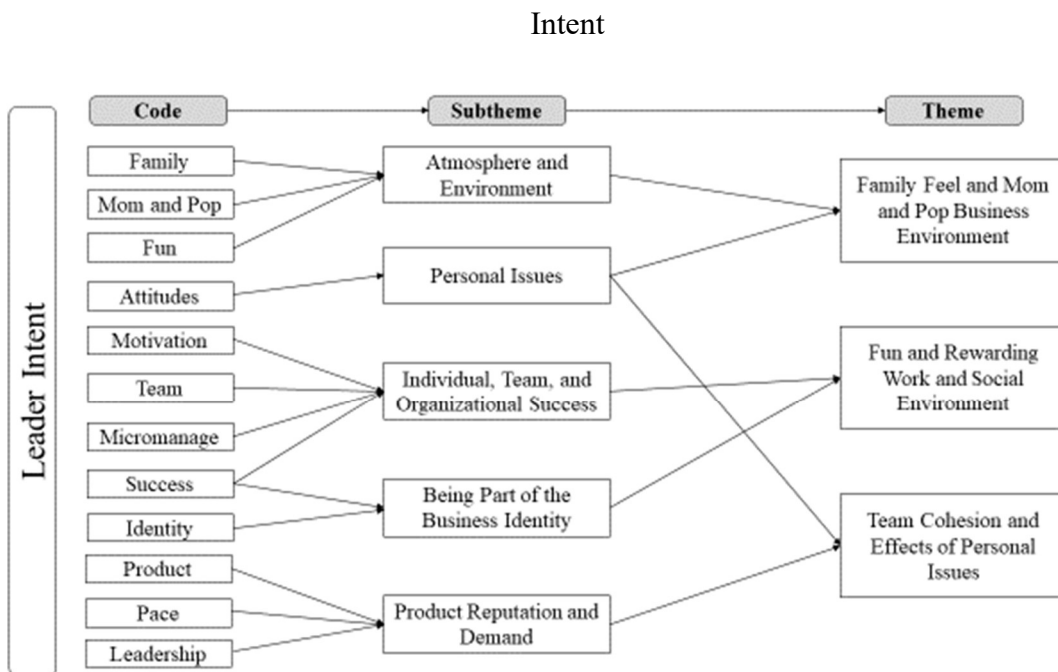 Intent
Leader Intent
Code
Subtheme
Theme
Family
Mom and Pop
Fun
Attitudes
Motivation
Team
Micromanage
Success
Identity
Product
Pace
Leadership
Atmosphere and
Environment
Personal Issues
Individual, Team, and
Organizational Success
Being Part of the
Business Identity
Product Reputation and
Demand
Family Feel and Mom
and Pop Business
Environment
Fun and Rewarding
Work and Social
Environment
Team Cohesion and
Effects of Personal
Issues